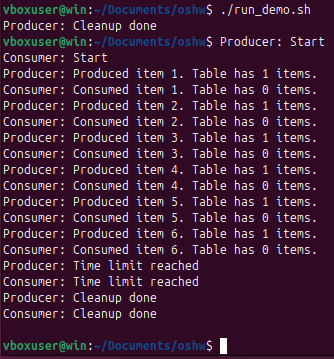 vboxuser@win:~/Documents/oshw$ ./run_demo.sh
Producer: Cleanup done
vboxuser@win:~/Documents/oshw$ Producer: Start
Consumer: Start
Producer: Produced item 1. Table has 1 items.
Consumer: Consumed item 1. Table has 0 items.
Producer: Produced item 2. Table has 1 items.
Consumer: Consumed item 2. Table has 0 items.
Producer: Produced item 3. Table has 1 items.
Consumer: Consumed item 3. Table has 0 items.
Producer: Produced item 4. Table has 1 items.
Consumer: Consumed item 4. Table has 0 items.
Producer: Produced item 5. Table has 1 items.
Consumer: Consumed item 5. Table has 0 items.
Producer: Produced item 6. Table has 1 items.
Consumer: Consumed item 6. Table has 0 items.
Producer: Time limit reached
Consumer: Time limit reached
Producer: Cleanup done
Consumer: Cleanup done
vboxuser@win:~/Documents/oshw$